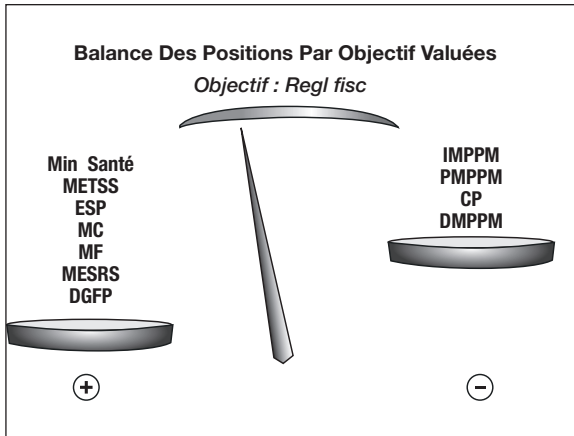 Balance Des Positions Par Objectif Valuées
Objectif : Regl fisc
Min Santé
METSS
ESP
MC
MF
MESRS
DGFP
IMPPM
PMPPM
CP
DMPPM
+
−